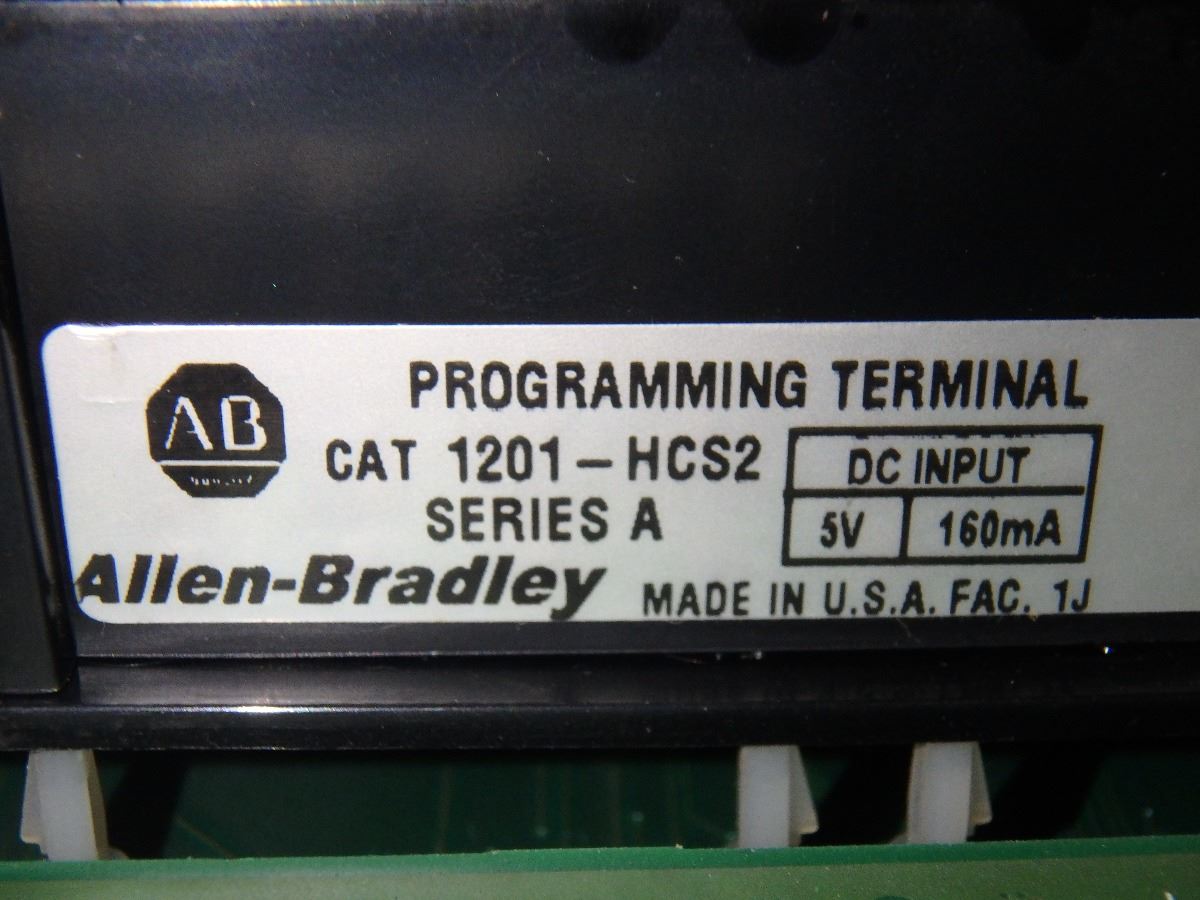 AB
PROGRAMMING TERMINAL
CAT 1201-HCS2
DC INPUT
SERIES A
5V 160mA
Allen-Bradley
MADE IN U.S.A. FAC. 1J